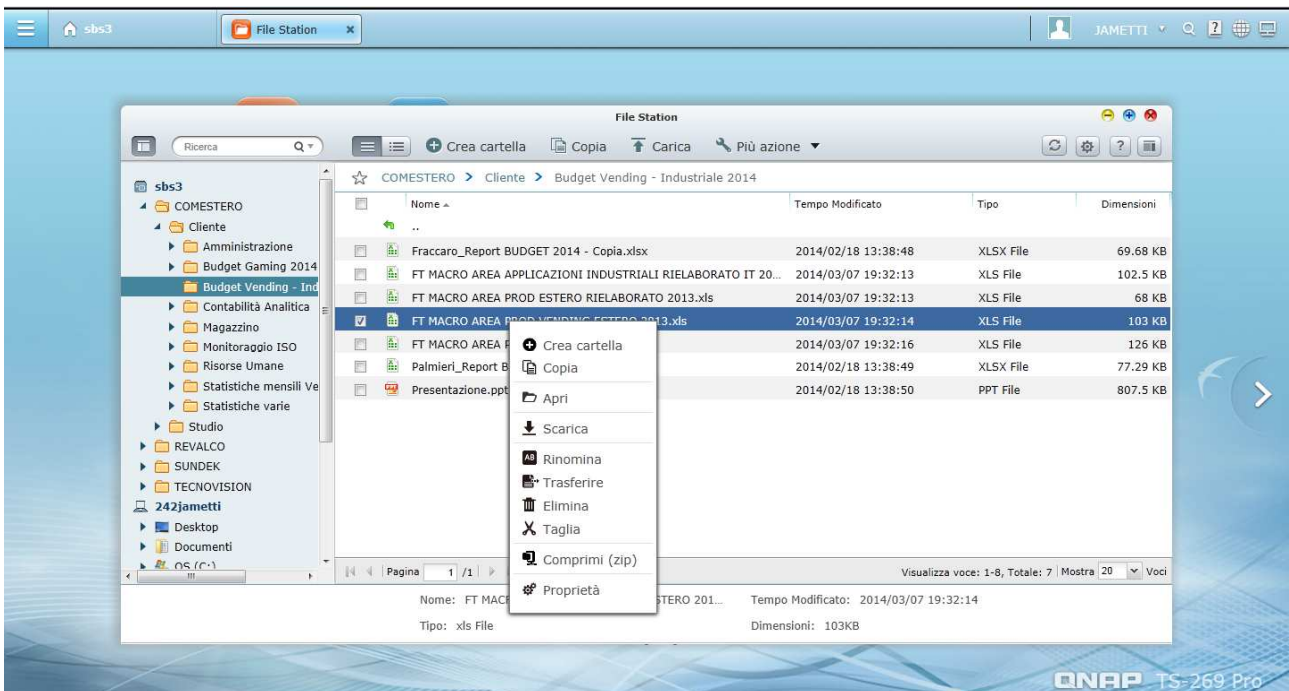 sbs3
File Station
JAMETTI
File Station
Ricerca
Crea cartella
Copia
Carica
Più azione
COMESTERO > Cliente > Budget Vending - Industriale 2014
sbs3
COMESTERO
Cliente
Amministrazione
Budget Gaming 2014
Budget Vending - Ind
Contabilità Analitica
Magazzino
Monitoraggio ISO
Risorse Umane
Statistiche mensili Ve
Statistiche varie
Studio
REVALCO
SUNDEK
TECNOVISION
242jametti
Desktop
Documenti
OS (C:)
Nome Tempo Modificato Tipo Dimensioni
..
Fraccaro_Report BUDGET 2014 - Copia.xlsx 2014/02/18 13:38:48 XLSX File 69.68 KB
FT MACRO AREA APPLICAZIONI INDUSTRIALI RIELABORATO IT 20... 2014/03/07 19:32:13 XLS File 102.5 KB
FT MACRO AREA PROD ESTERO RIELABORATO 2013.xls 2014/03/07 19:32:13 XLS File 68 KB
FT MACRO AREA PROD VENDING ESTERO 2013.xls 2014/03/07 19:32:14 XLS File 103 KB
FT MACRO AREA P 2014/03/07 19:32:16 XLS File 126 KB
Palmieri_Report B 2014/02/18 13:38:49 XLSX File 77.29 KB
Presentazione.ppt 2014/02/18 13:38:50 PPT File 807.5 KB
Crea cartella
Copia
Apri
Scarica
Rinomina
Trasferire
Elimina
Taglia
Comprimi (zip)
Proprietà
Pagina 1 /1
Visualizza voce: 1-8, Totale: 7 Mostra 20 Voci
Nome: FT MACR STERO 201... Tempo Modificato: 2014/03/07 19:32:14
Tipo: xls File Dimensioni: 103KB
QNAP TS-269 Pro